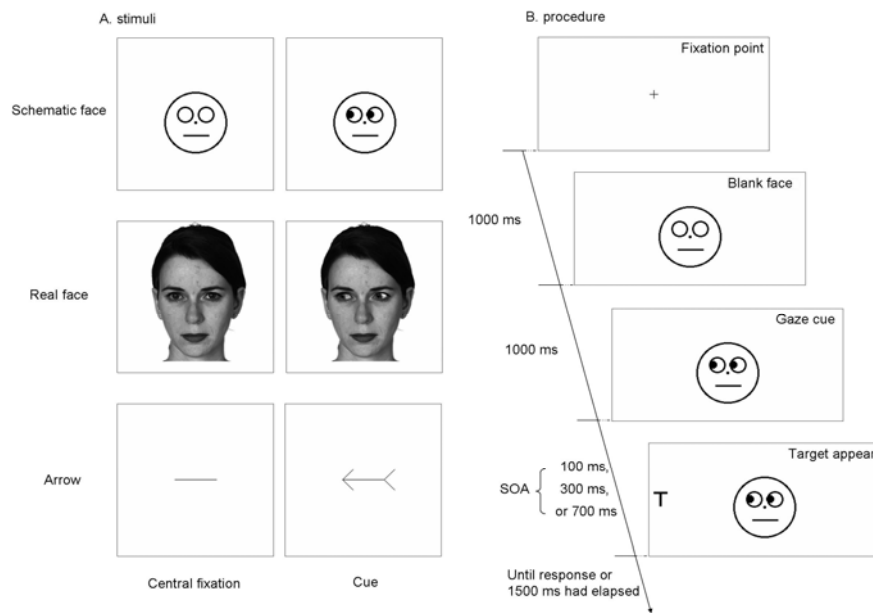 A. stimuli
Schematic face
Real face
Arrow
Central fixation
Cue
B. procedure
Fixation point
1000 ms
Blank face
1000 ms
Gaze cue
SOA
100 ms,
300 ms,
or 700 ms
Target appear
T
Until response or
1500 ms had elapsed